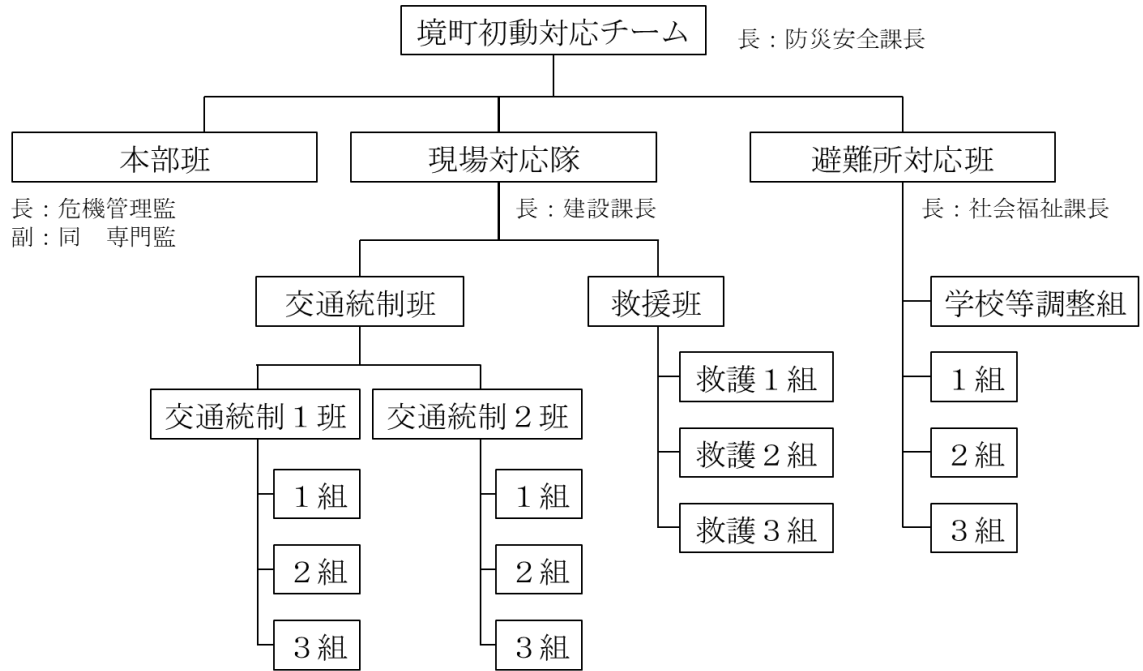 境町初動対応チーム
長：防災安全課長
本部班
現場対応隊
避難所対応班
長：危機管理監
副：同　専門監
長：建設課長
長：社会福祉課長
交通統制班
救援班
学校等調整組
救護１組
１組
交通統制１班
交通統制２班
救護２組
２組
１組
１組
救護３組
３組
２組
２組
３組
３組